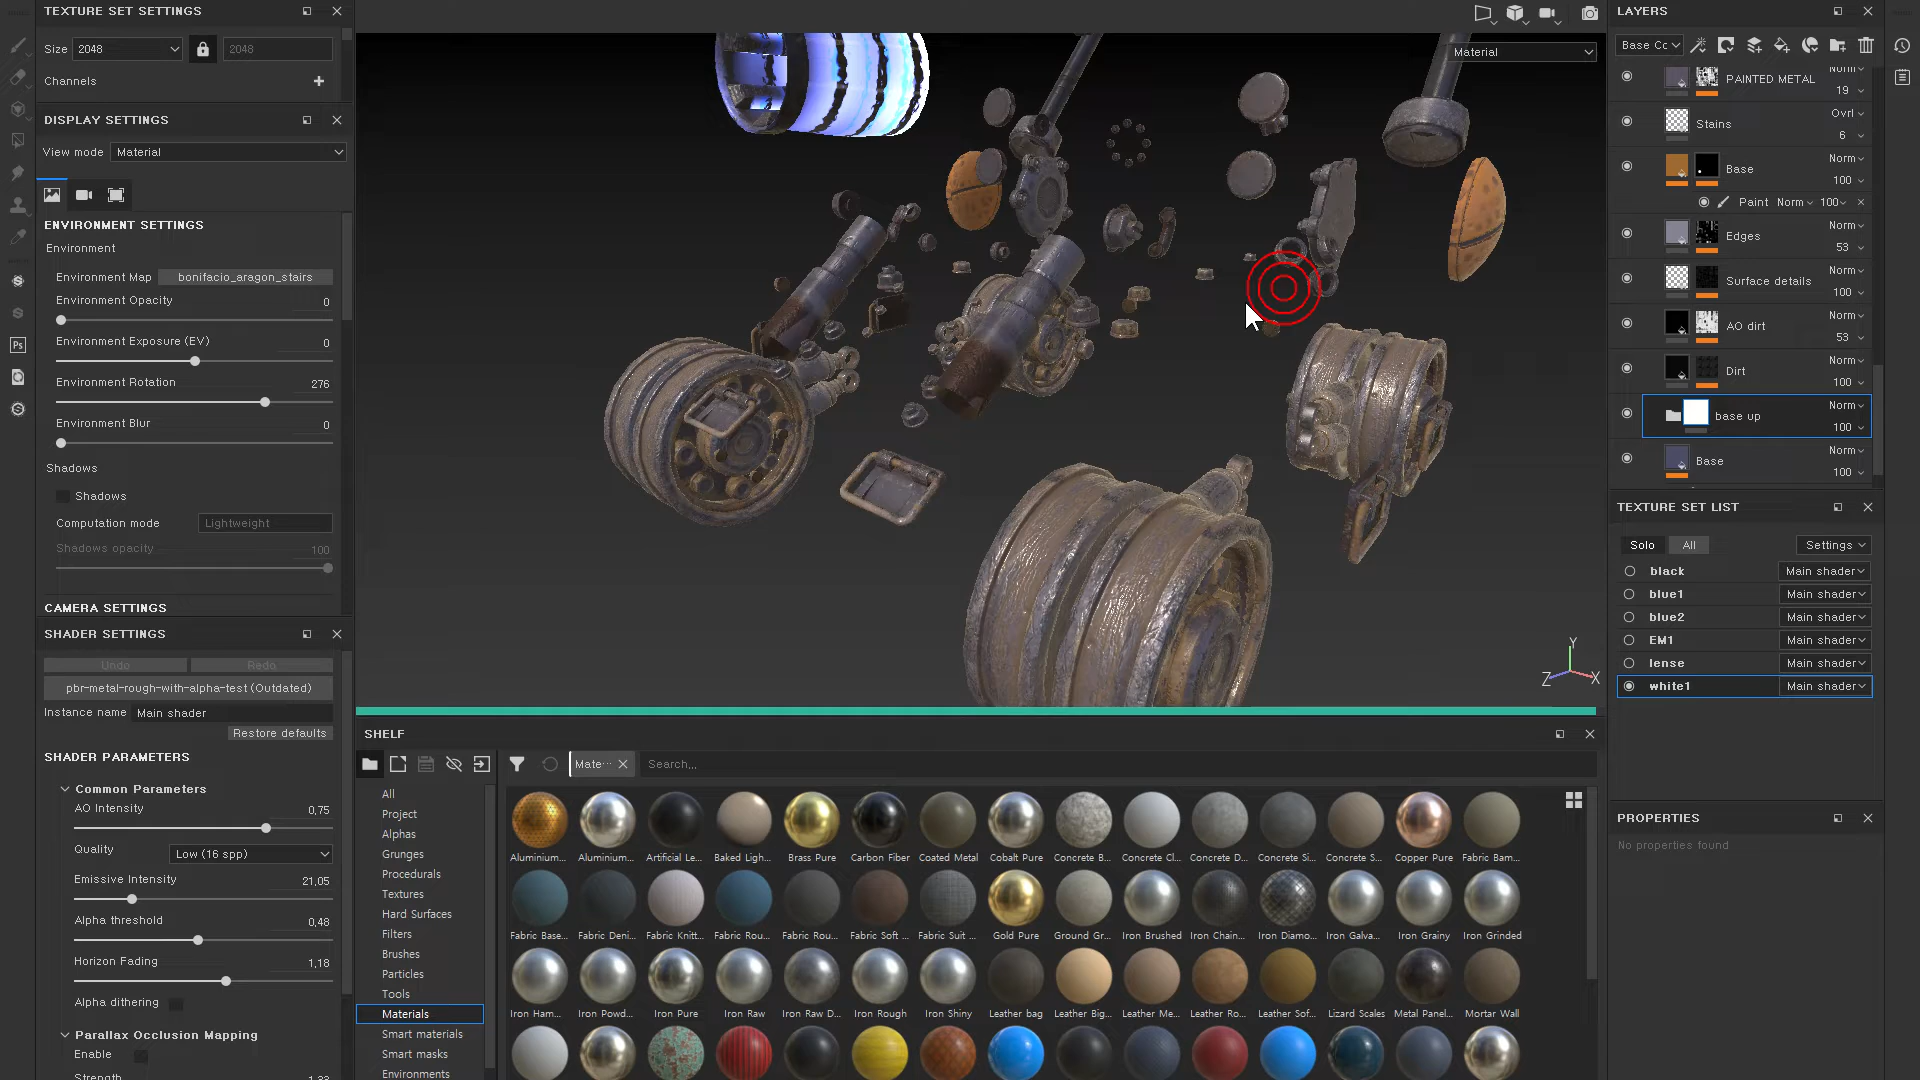 TEXTURE SET SETTINGS
Size 2048 2048
Channels
DISPLAY SETTINGS
View mode Material
ENVIRONMENT SETTINGS
Environment
Environment Map bonifacio_aragon_stairs
Environment Opacity 0
Environment Exposure (EV) 0
Environment Rotation 276
Environment Blur 0
Shadows
Shadows
Computation mode Lightweight
Shadows opacity 100
CAMERA SETTINGS
SHADER SETTINGS
Undo Redo
pbr-metal-rough-with-alpha-test (Outdated)
Instance name Main shader
Restore defaults
SHADER PARAMETERS
Common Parameters
AO Intensity 0,75
Quality Low (16 spp)
Emissive Intensity 21,05
Alpha threshold 0,48
Horizon Fading 1,18
Alpha dithering
Parallax Occlusion Mapping
Enable
Strength 1,33
Ps
Material
Y
Z X
SHELF
Mate... Search...
All
Project
Alphas
Grunges
Procedurals
Textures
Hard Surfaces
Filters
Brushes
Particles
Tools
Materials
Smart materials
Smart masks
Environments
Aluminium... Aluminium... Artificial Le... Baked Ligh... Brass Pure Carbon Fiber Coated Metal Cobalt Pure Concrete B... Concrete Cl... Concrete D... Concrete Si... Concrete S... Copper Pure Fabric Bam...
Fabric Base... Fabric Deni... Fabric Knitt... Fabric Rou... Fabric Rou... Fabric Soft ... Fabric Suit ... Gold Pure Ground Gr... Iron Brushed Iron Chain... Iron Diamo... Iron Galva... Iron Grainy Iron Grinded
Iron Ham... Iron Powd... Iron Pure Iron Raw Iron Raw D... Iron Rough Iron Shiny Leather bag Leather Big... Leather Me... Leather Ro... Leather Sof... Lizard Scales Metal Panel... Mortar Wall
LAYERS
Base Cc
PAINTED METAL Norm 19
Stains Ovrl 6
Base Norm 100
Paint Norm 100
Edges Norm 53
Surface details Norm 100
AO dirt Norm 53
Dirt Norm 100
base up Norm 100
Base Norm 100
TEXTURE SET LIST
Solo All Settings
black Main shader
blue1 Main shader
blue2 Main shader
EM1 Main shader
lense Main shader
white1 Main shader
PROPERTIES
No properties found